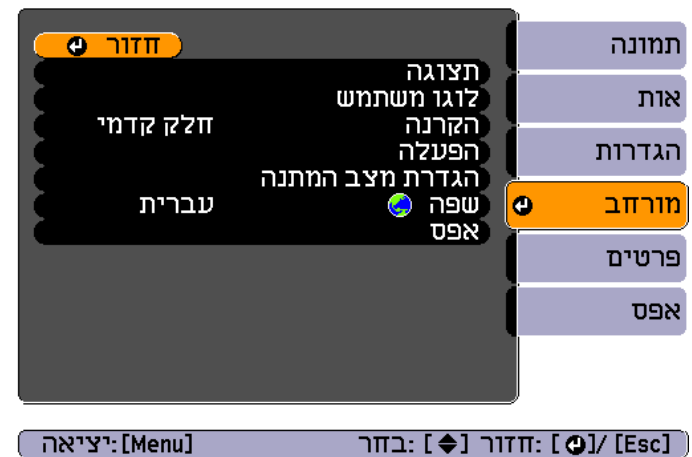 חזור
תצוגה
לוגו משתמש
הקרנה חלק קדמי
הפעלה
הגדרת מצב המתנה
שפה עברית
אפס
תמונה
אות
הגדרות
מורחב
פרטים
אפס
[Esc] /[ ]: חזור [ ]: בחר [Menu]:יציאה